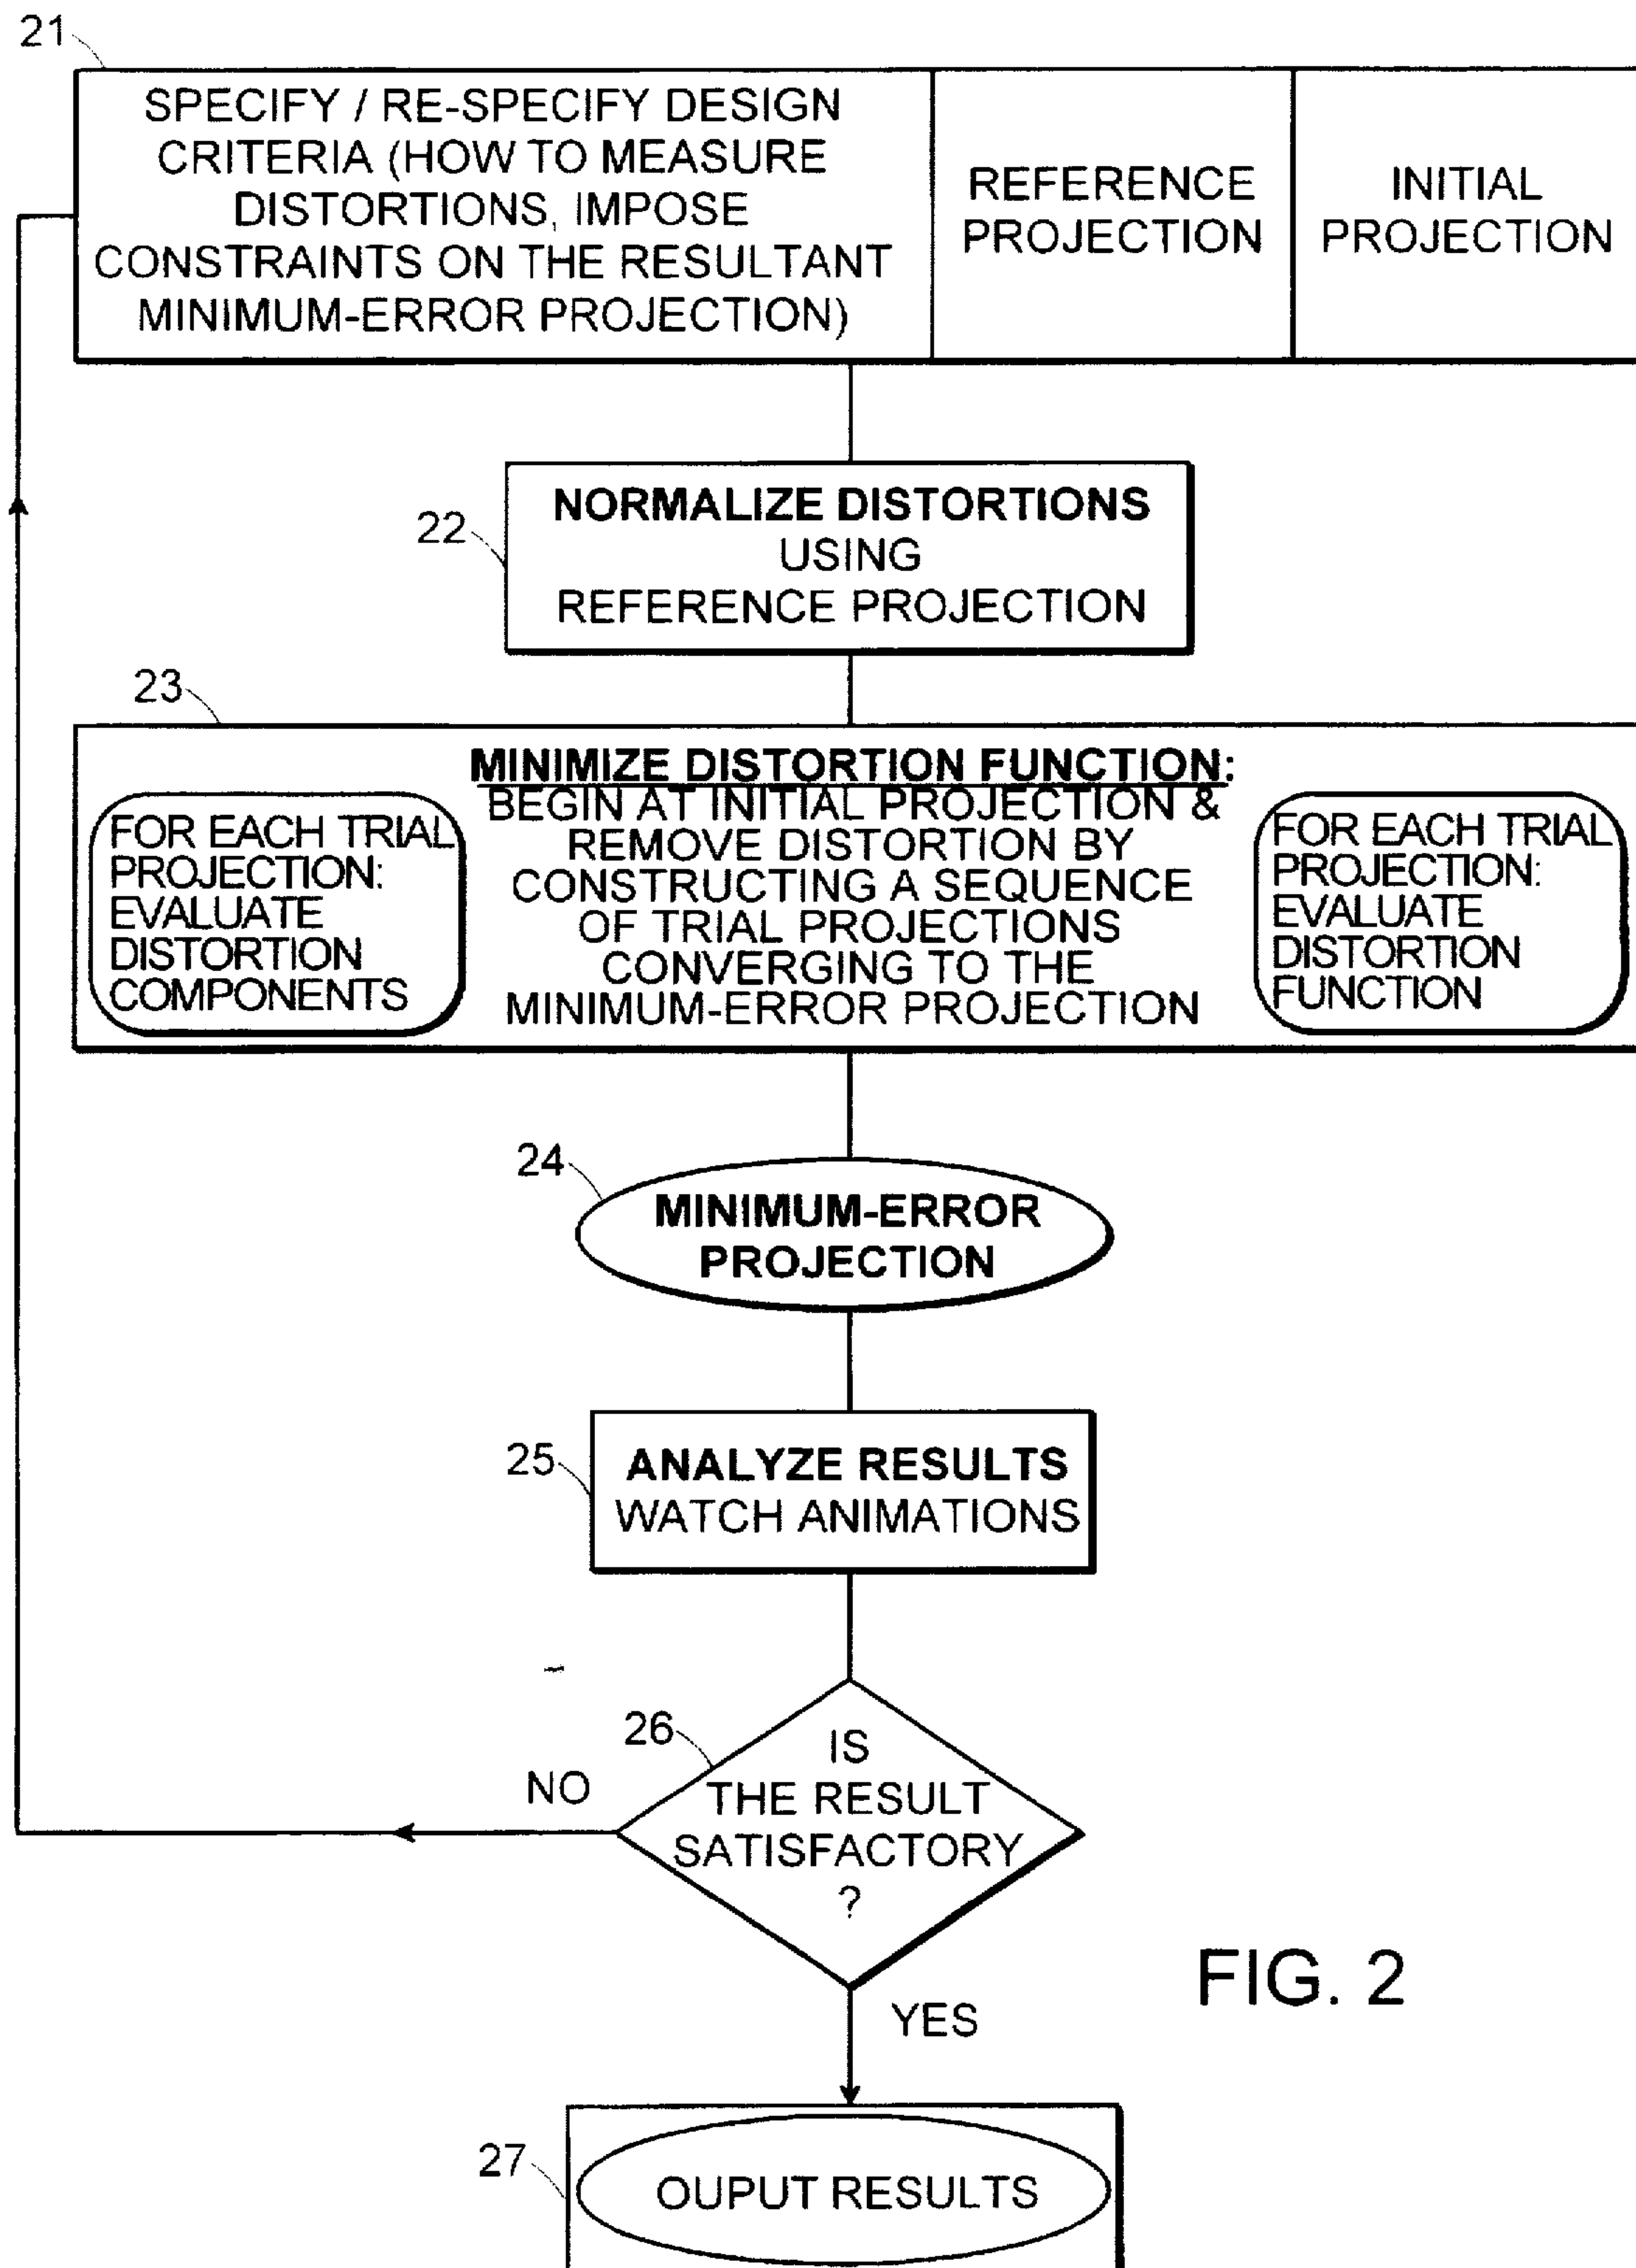 21
SPECIFY / RE-SPECIFY DESIGN
CRITERIA (HOW TO MEASURE
DISTORTIONS, IMPOSE
CONSTRAINTS ON THE RESULTANT
MINIMUM-ERROR PROJECTION)
REFERENCE
PROJECTION
INITIAL
PROJECTION
22
NORMALIZE DISTORTIONS
USING
REFERENCE PROJECTION
23
MINIMIZE DISTORTION FUNCTION:
BEGIN AT INITIAL PROJECTION &
REMOVE DISTORTION BY
CONSTRUCTING A SEQUENCE
OF TRIAL PROJECTIONS
CONVERGING TO THE
MINIMUM-ERROR PROJECTION
FOR EACH TRIAL
PROJECTION:
EVALUATE
DISTORTION
COMPONENTS
FOR EACH TRIAL
PROJECTION:
EVALUATE
DISTORTION
FUNCTION
24
MINIMUM-ERROR
PROJECTION
25
ANALYZE RESULTS
WATCH ANIMATIONS
26
IS
THE RESULT
SATISFACTORY
?
NO
YES
FIG. 2
27
OUPUT RESULTS